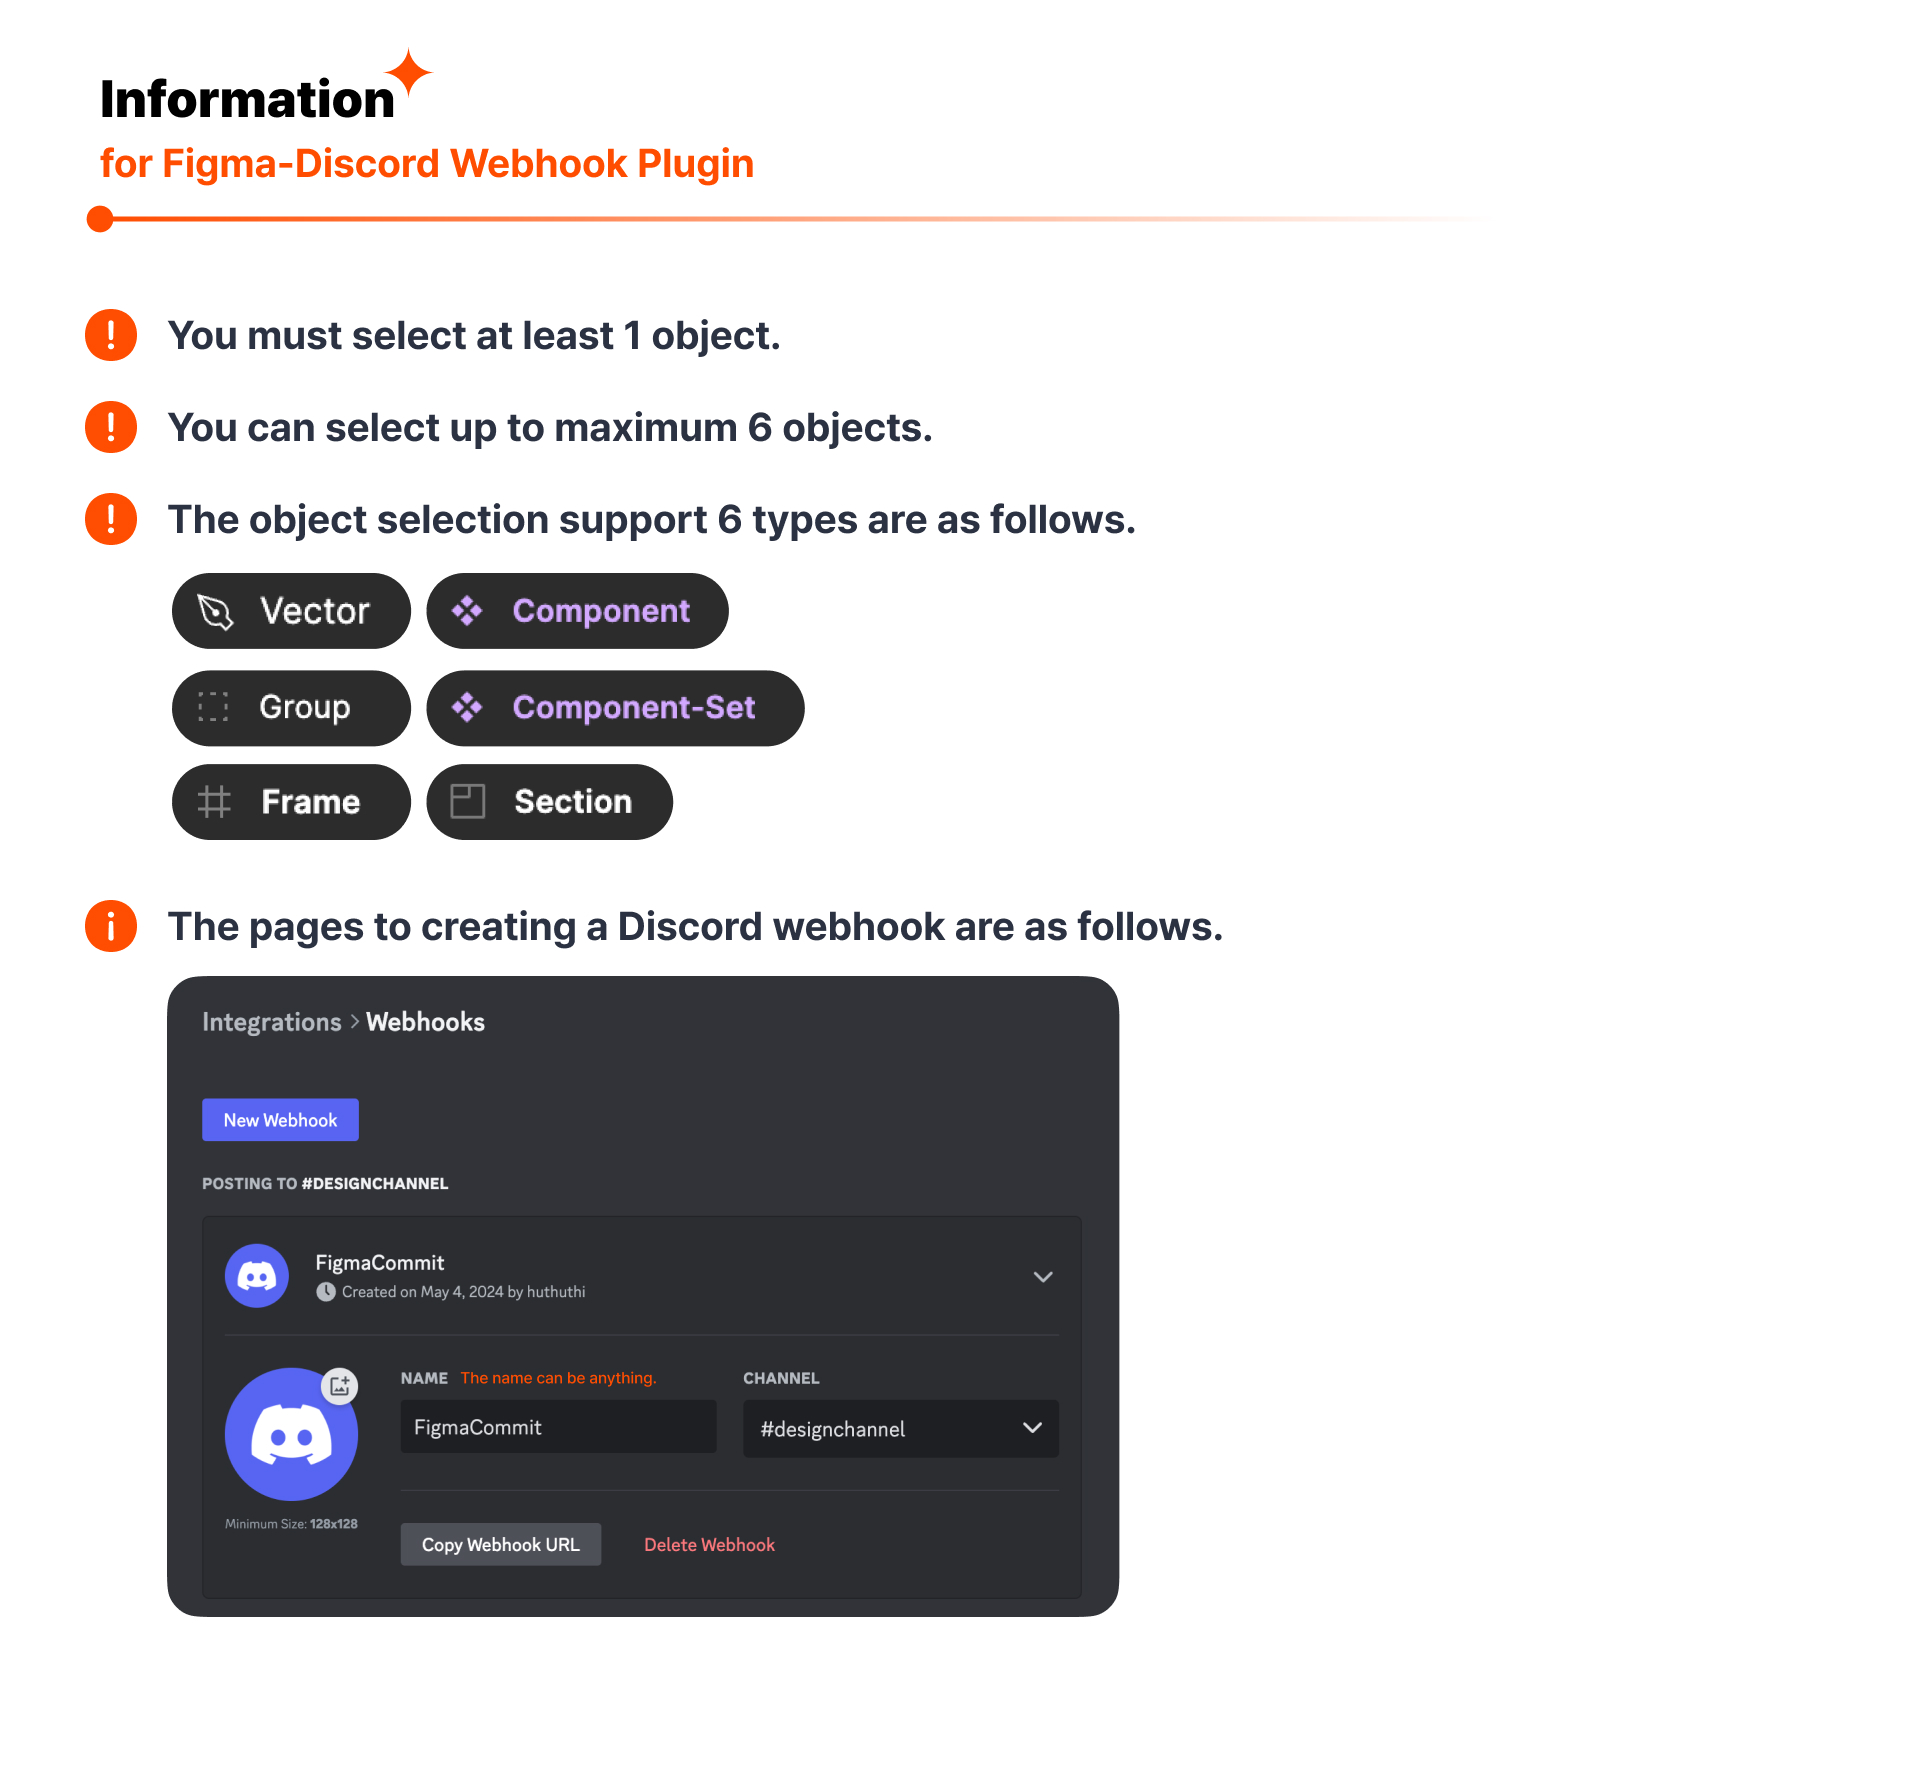 Information
for Figma-Discord Webhook Plugin
You must select at least 1 object.
You can select up to maximum 6 objects.
The object selection support 6 types are as follows.
Vector
Component
Group
Component-Set
Frame
Section
The pages to creating a Discord webhook are as follows.
Integrations > Webhooks
New Webhook
POSTING TO #DESIGNCHANNEL
FigmaCommit
Created on May 4, 2024 by huthuthi
NAME The name can be anything.
CHANNEL
FigmaCommit
#designchannel
Minimum Size: 128x128
Copy Webhook URL
Delete Webhook